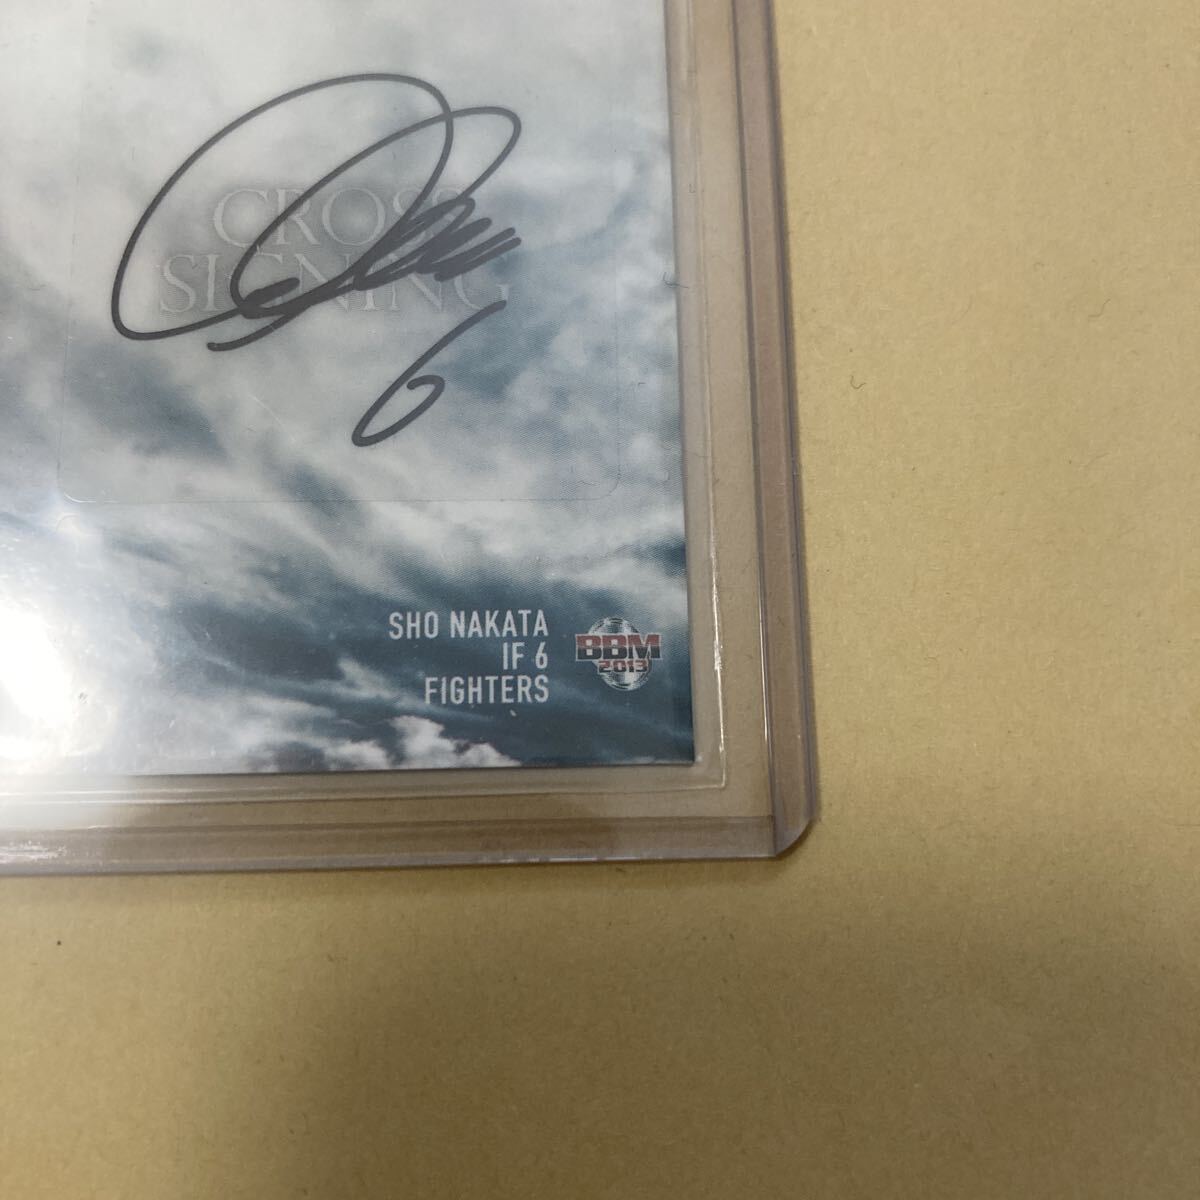 CROSS
SIGNING
6
SHO NAKATA
IF 6
FIGHTERS
BBM
2013